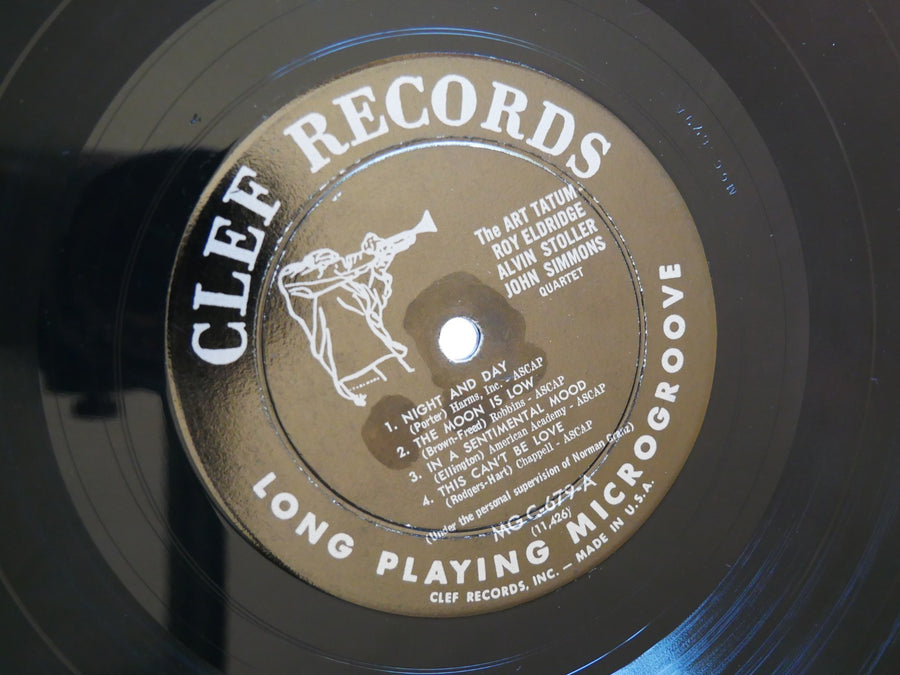 CLEF RECORDS
The ART TATUM
ROY ELDRIDGE
ALVIN STOLLER
JOHN SIMMONS
QUARTET
1. NIGHT AND DAY
(Porter) Harms, Inc. - ASCAP
2. THE MOON IS LOW
(Brown-Freed) Robbins - ASCAP
3. IN A SENTIMENTAL MOOD
(Ellington) American Academy - ASCAP
4. THIS CAN'T BE LOVE
(Rodgers-Hart) Chappell - ASCAP
(Under the personal supervision of Norman Granz)
MG C-679-A
(11,426)
LONG PLAYING MICROGROOVE
CLEF RECORDS, INC. — MADE IN U.S.A.